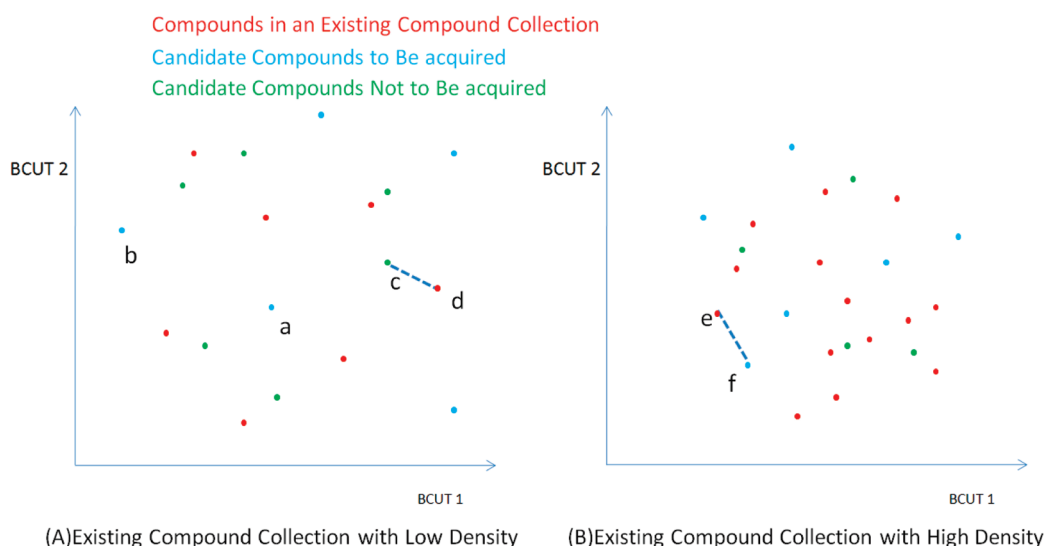 Compounds in an Existing Compound Collection
Candidate Compounds to Be acquired
Candidate Compounds Not to Be acquired
BCUT 2
b
a
c
d
BCUT 1
(A)Existing Compound Collection with Low Density
BCUT 2
e
f
BCUT 1
(B)Existing Compound Collection with High Density